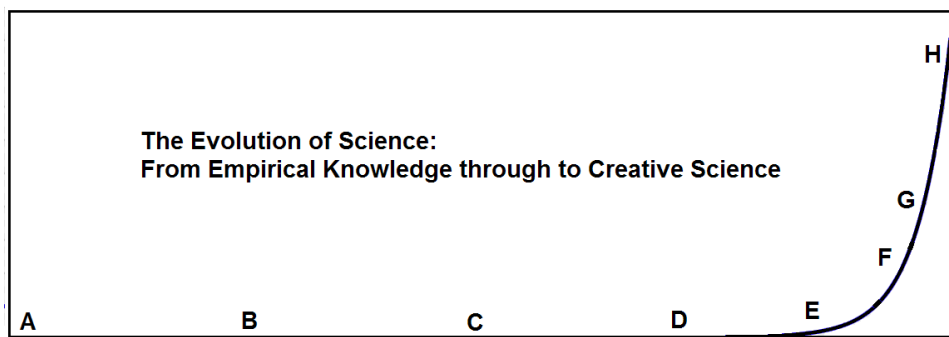 H
The Evolution of Science:
From Empirical Knowledge through to Creative Science
G
F
E
A B C D